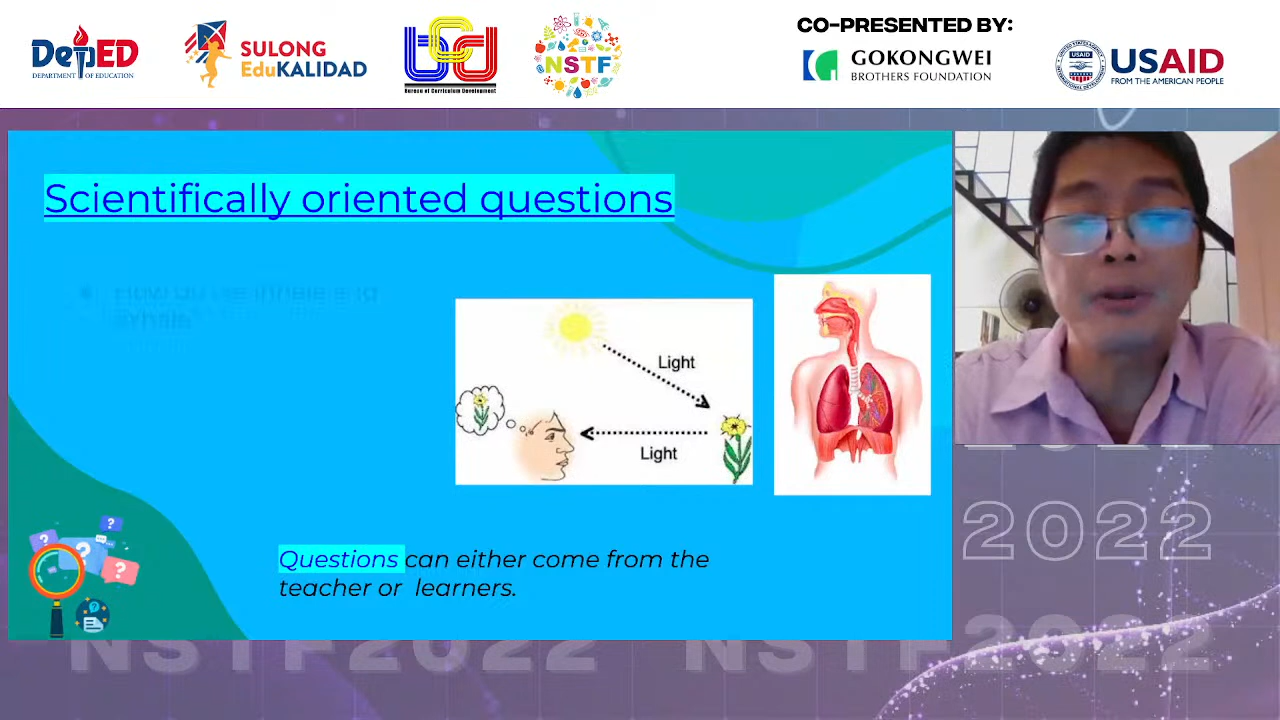 DepED
DEPARTMENT OF EDUCATION
SULONG
EduKALIDAD
BCD
Bureau of Curriculum Development
NSTF
CO-PRESENTED BY:
GOKONGWEI
BROTHERS FOUNDATION
USAID
FROM THE AMERICAN PEOPLE
Scientifically oriented questions
Light
Light
Questions can either come from the
teacher or learners.
2022
2022
NSTF2022 NSTF2022